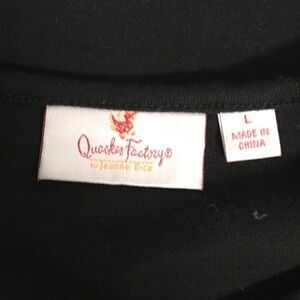 Quacker Factory®
by Jeanne Bice
L
MADE IN
CHINA